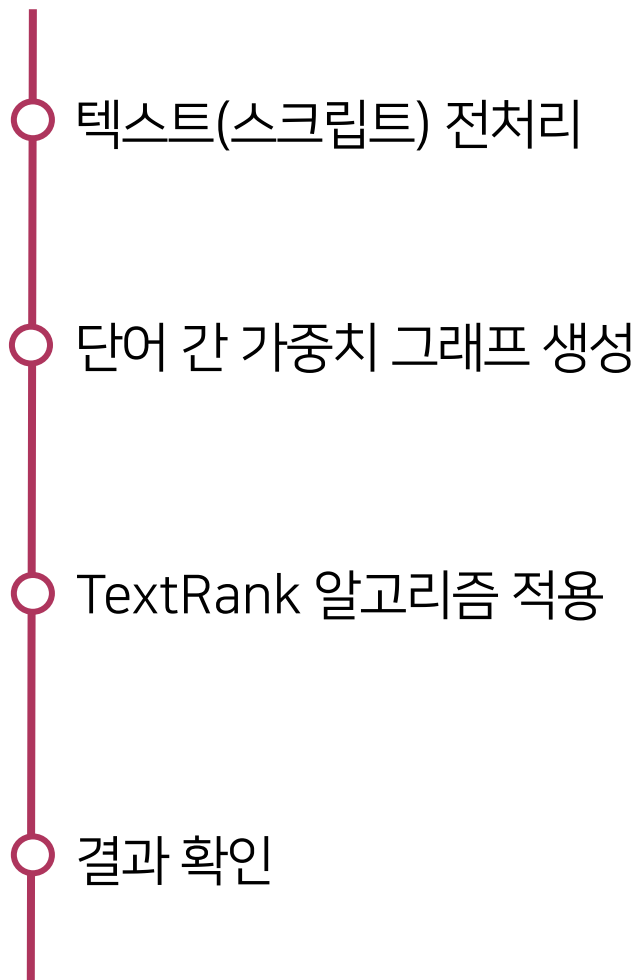 텍스트(스크립트) 전처리
단어 간 가중치 그래프 생성
TextRank 알고리즘 적용
결과 확인